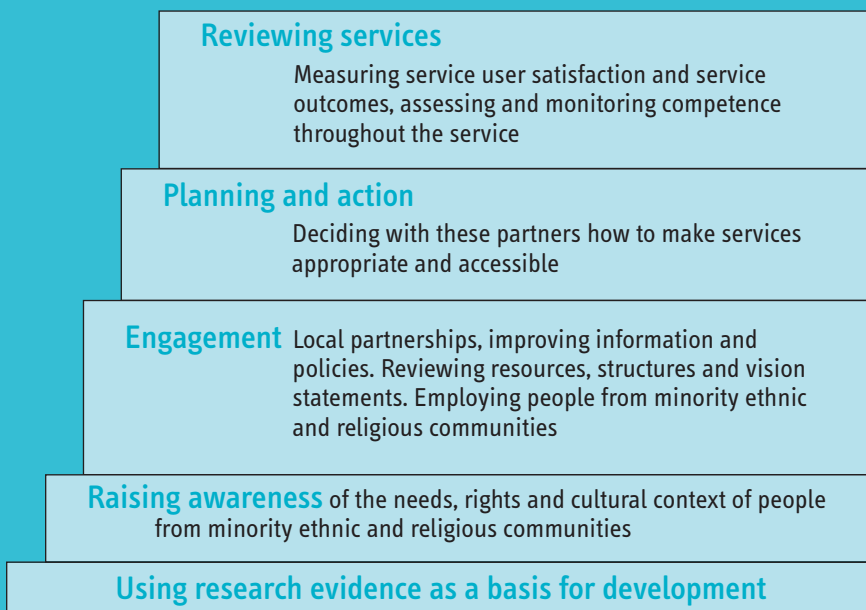 Reviewing services
Measuring service user satisfaction and service
outcomes, assessing and monitoring competence
throughout the service
Planning and action
Deciding with these partners how to make services
appropriate and accessible
Engagement Local partnerships, improving information and
policies. Reviewing resources, structures and vision
statements. Employing people from minority ethnic
and religious communities
Raising awareness of the needs, rights and cultural context of people
from minority ethnic and religious communities
Using research evidence as a basis for development